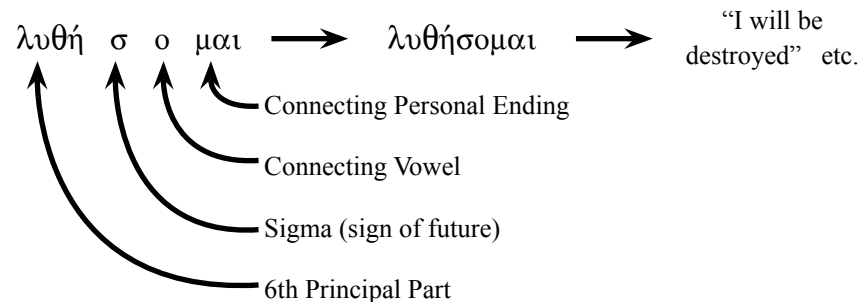 λυθή σ ο μαι λυθήσομαι “I will be
destroyed” etc.
Connecting Personal Ending
Connecting Vowel
Sigma (sign of future)
6th Principal Part